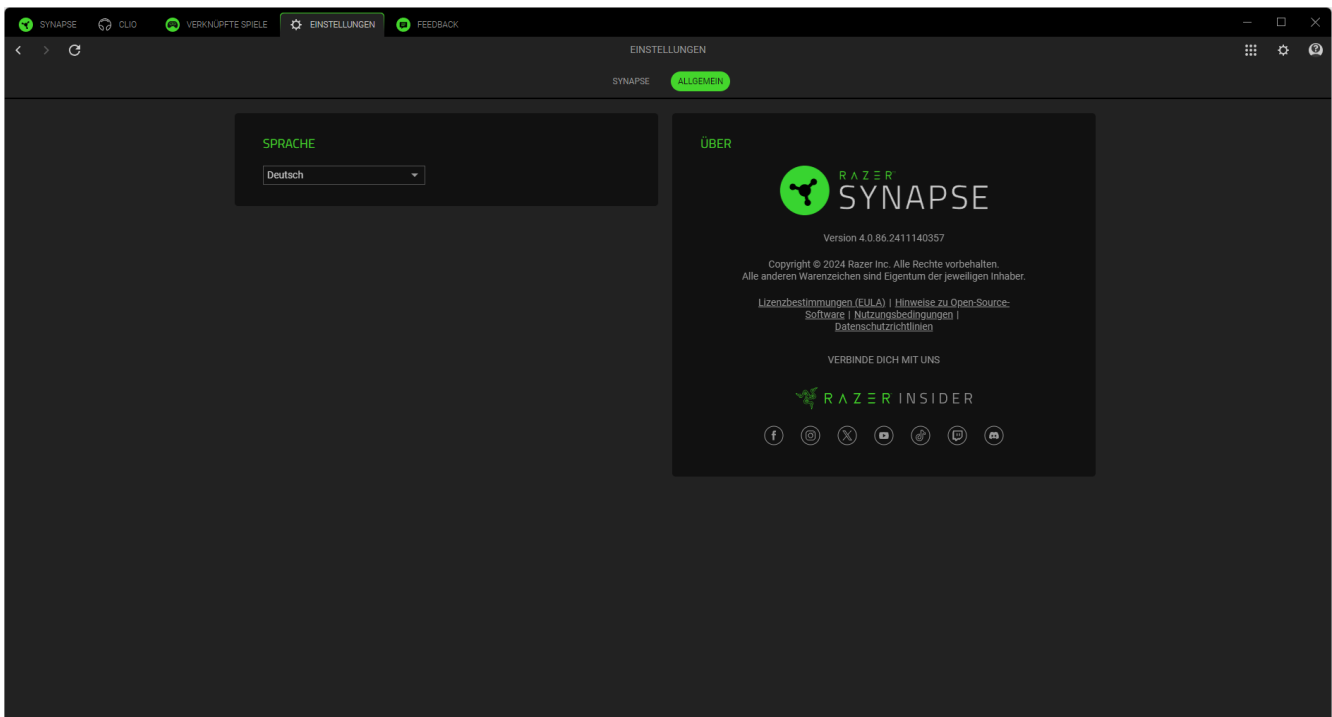 SYNAPSE
CLIO
VERKNÜPFTE SPIELE
EINSTELLUNGEN
FEEDBACK
EINSTELLUNGEN
SYNAPSE
ALLGEMEIN
SPRACHE
Deutsch
ÜBER
RAZER
SYNAPSE
Version 4.0.86.2411140357
Copyright © 2024 Razer Inc. Alle Rechte vorbehalten.
Alle anderen Warenzeichen sind Eigentum der jeweiligen Inhaber.
Lizenzbestimmungen (EULA) | Hinweise zu Open-Source-
Software | Nutzungsbedingungen |
Datenschutzrichtlinien
VERBINDE DICH MIT UNS
RAZER INSIDER